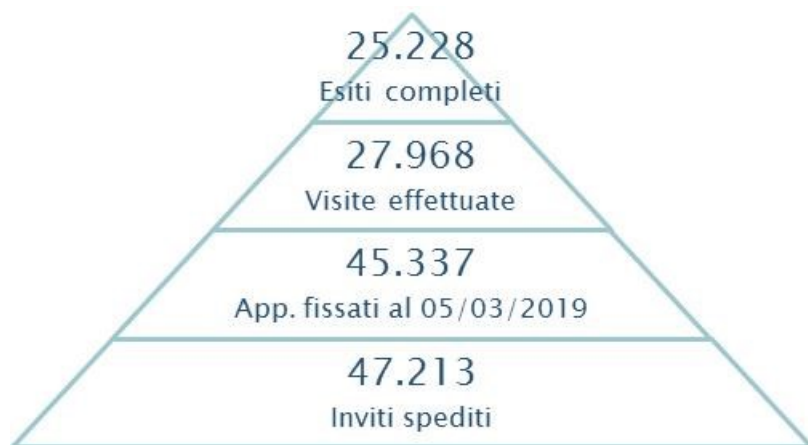 25.228
Esiti completi
27.968
Visite effettuate
45.337
App. fissati al 05/03/2019
47.213
Inviti spediti